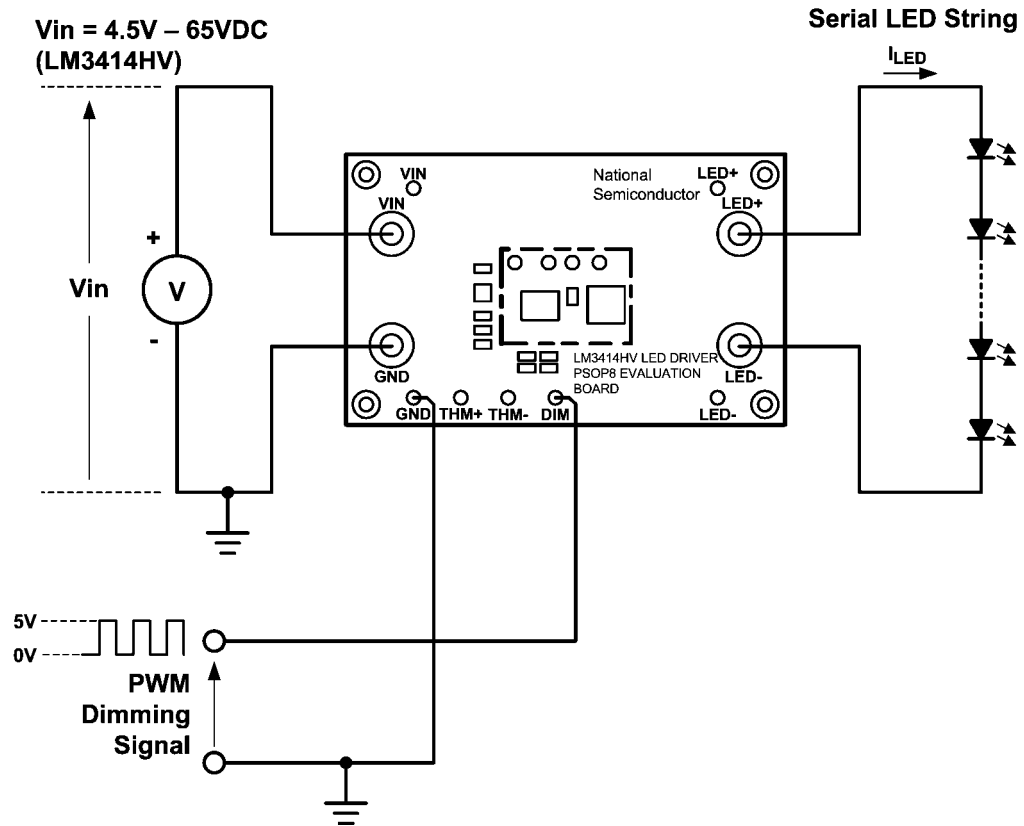 Vin = 4.5V – 65VDC
(LM3414HV)
Serial LED String
ILED
VIN
VIN
National
Semiconductor
LED+
LED+
+
Vin
V
-
GND
LM3414HV LED DRIVER
PSOP8 EVALUATION
BOARD
LED-
GND
THM+
THM-
DIM
LED-
5V
0V
PWM
Dimming
Signal